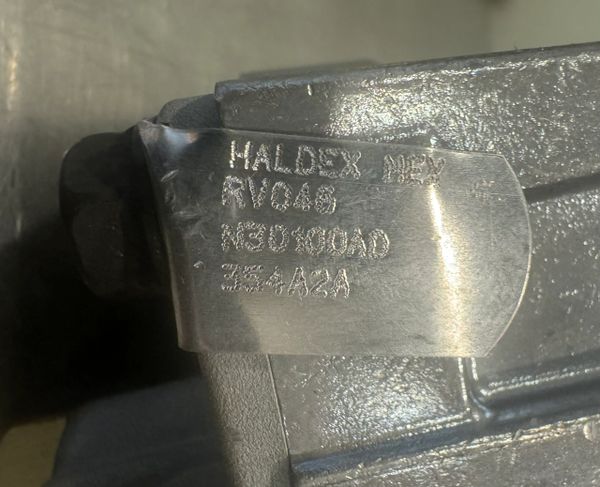 HALDEX MEX
RV046
N30100AD
354A2A